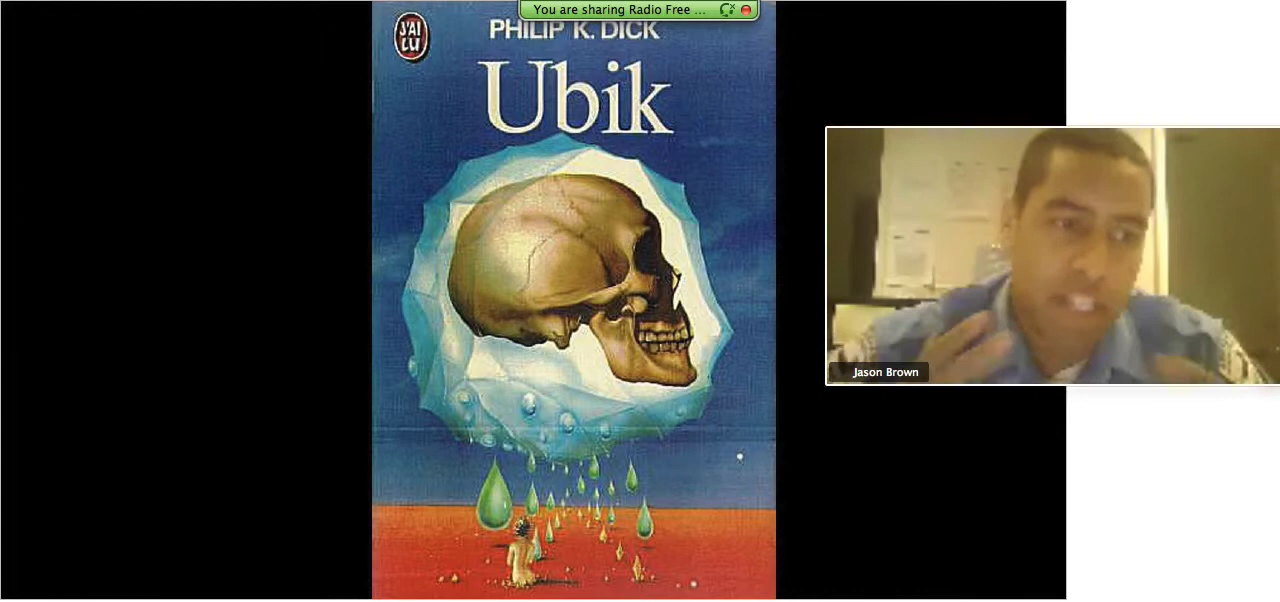 You are sharing Radio Free ...
J'AI
LU
PHILIP K. DICK
Ubik
Jason Brown